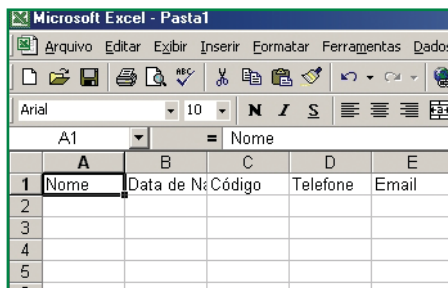 Microsoft Excel - Pasta1
Arquivo Editar Exibir Inserir Formatar Ferramentas Dados
Arial 10 N I S
A1 = Nome
A B C D E
1 Nome Data de Na Código Telefone Email
2
3
4
5